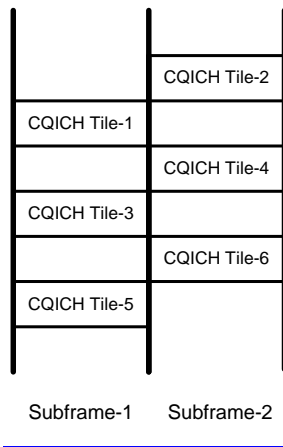 CQICH Tile-2
CQICH Tile-1
CQICH Tile-4
CQICH Tile-3
CQICH Tile-6
CQICH Tile-5
Subframe-1 Subframe-2